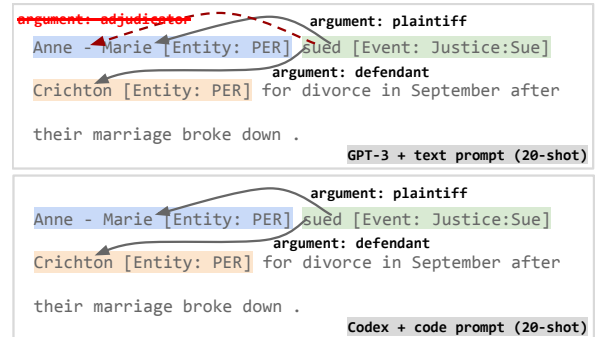 argument: adjudicator argument: plaintiff
Anne - Marie [Entity: PER] sued [Event: Justice:Sue]
argument: defendant
Crichton [Entity: PER] for divorce in September after
their marriage broke down .
GPT-3 + text prompt (20-shot)
argument: plaintiff
Anne - Marie [Entity: PER] sued [Event: Justice:Sue]
argument: defendant
Crichton [Entity: PER] for divorce in September after
their marriage broke down .
Codex + code prompt (20-shot)